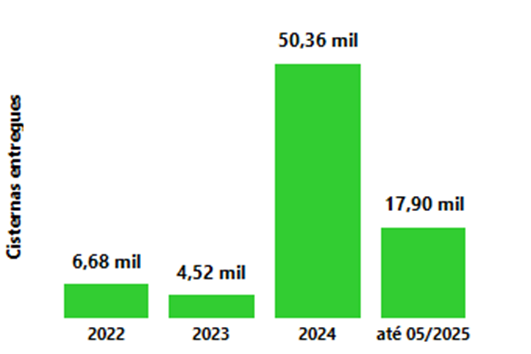 Cisternas entregues
50,36 mil
17,90 mil
6,68 mil
4,52 mil
2022
2023
2024
até 05/2025